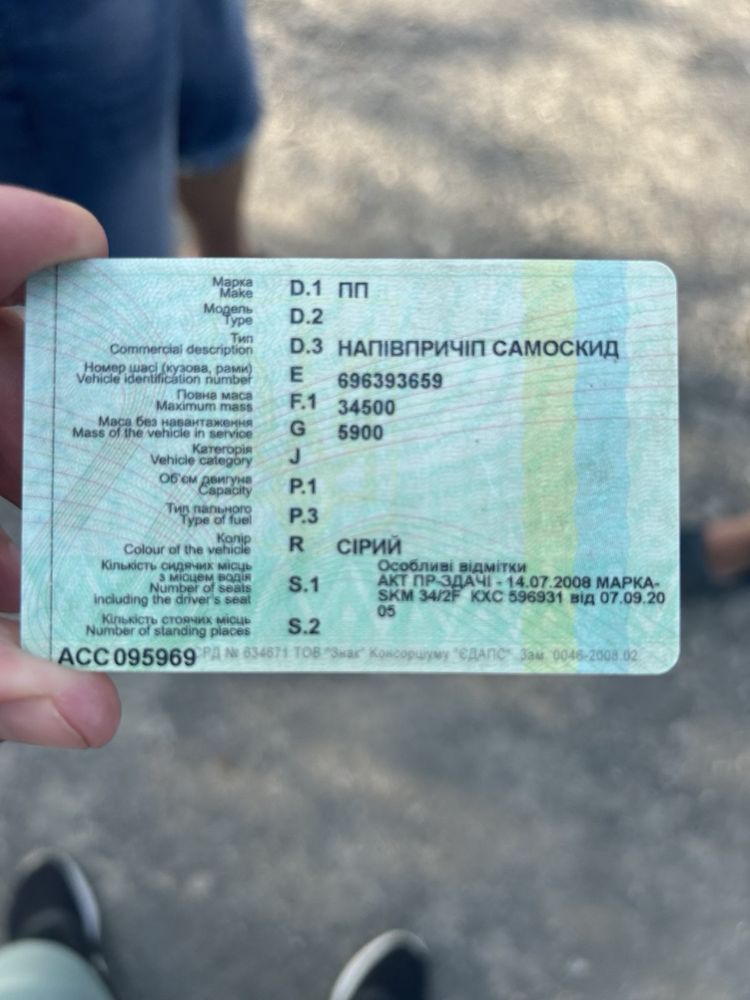 Марка
Make D.1 ПП
Модель
Type D.2
Тип
Commercial description D.3 НАПІВПРИЧІП САМОСКИД
Номер шасі (кузова, рами)
Vehicle identification number E 696393659
Повна маса
Maximum mass F.1 34500
Маса без навантаження
Mass of the vehicle in service G 5900
Категорія
Vehicle category J
Об'єм двигуна
Capacity P.1
Тип пального
Type of fuel P.3
Колір
Colour of the vehicle R СІРИЙ
Кількість сидячих місць
з місцем водія
Number of seats
including the driver's seat S.1
Особливі відмітки
АКТ ПР-ЗДАЧІ - 14.07.2008 МАРКА-
SKM 34/2F КХС 596931 від 07.09.20
05
Кількість стоячих місць
Number of standing places S.2
АСС 095969 СРД № 634671 ТОВ "Знак" Консорціуму "ЄДАПС". Зам. 0046-2008.02